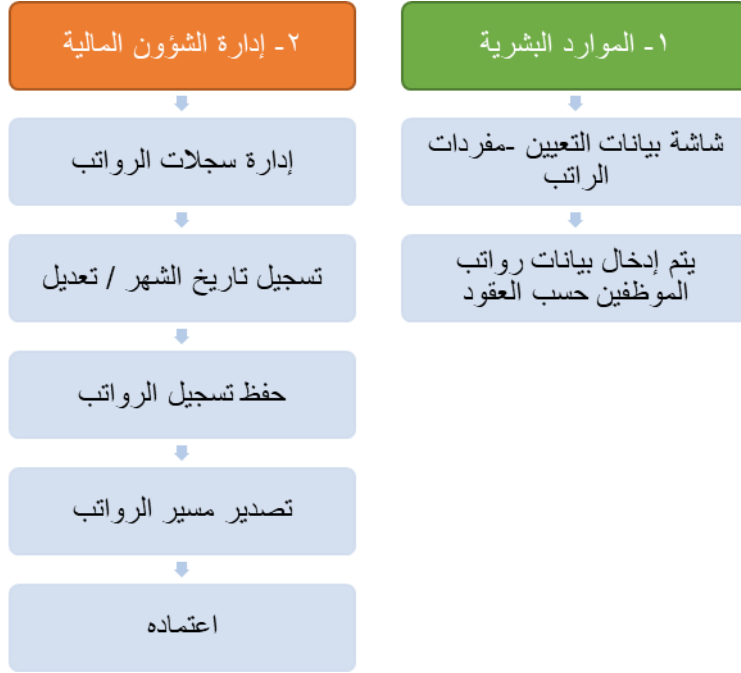 ١- الموارد البشرية
شاشة بيانات التعيين -مفردات
الراتب
يتم إدخال بيانات رواتب
الموظفين حسب العقود
٢- إدارة الشؤون المالية
إدارة سجلات الرواتب
تسجيل تاريخ الشهر / تعديل
حفظ تسجيل الرواتب
تصدير مسير الرواتب
اعتماده